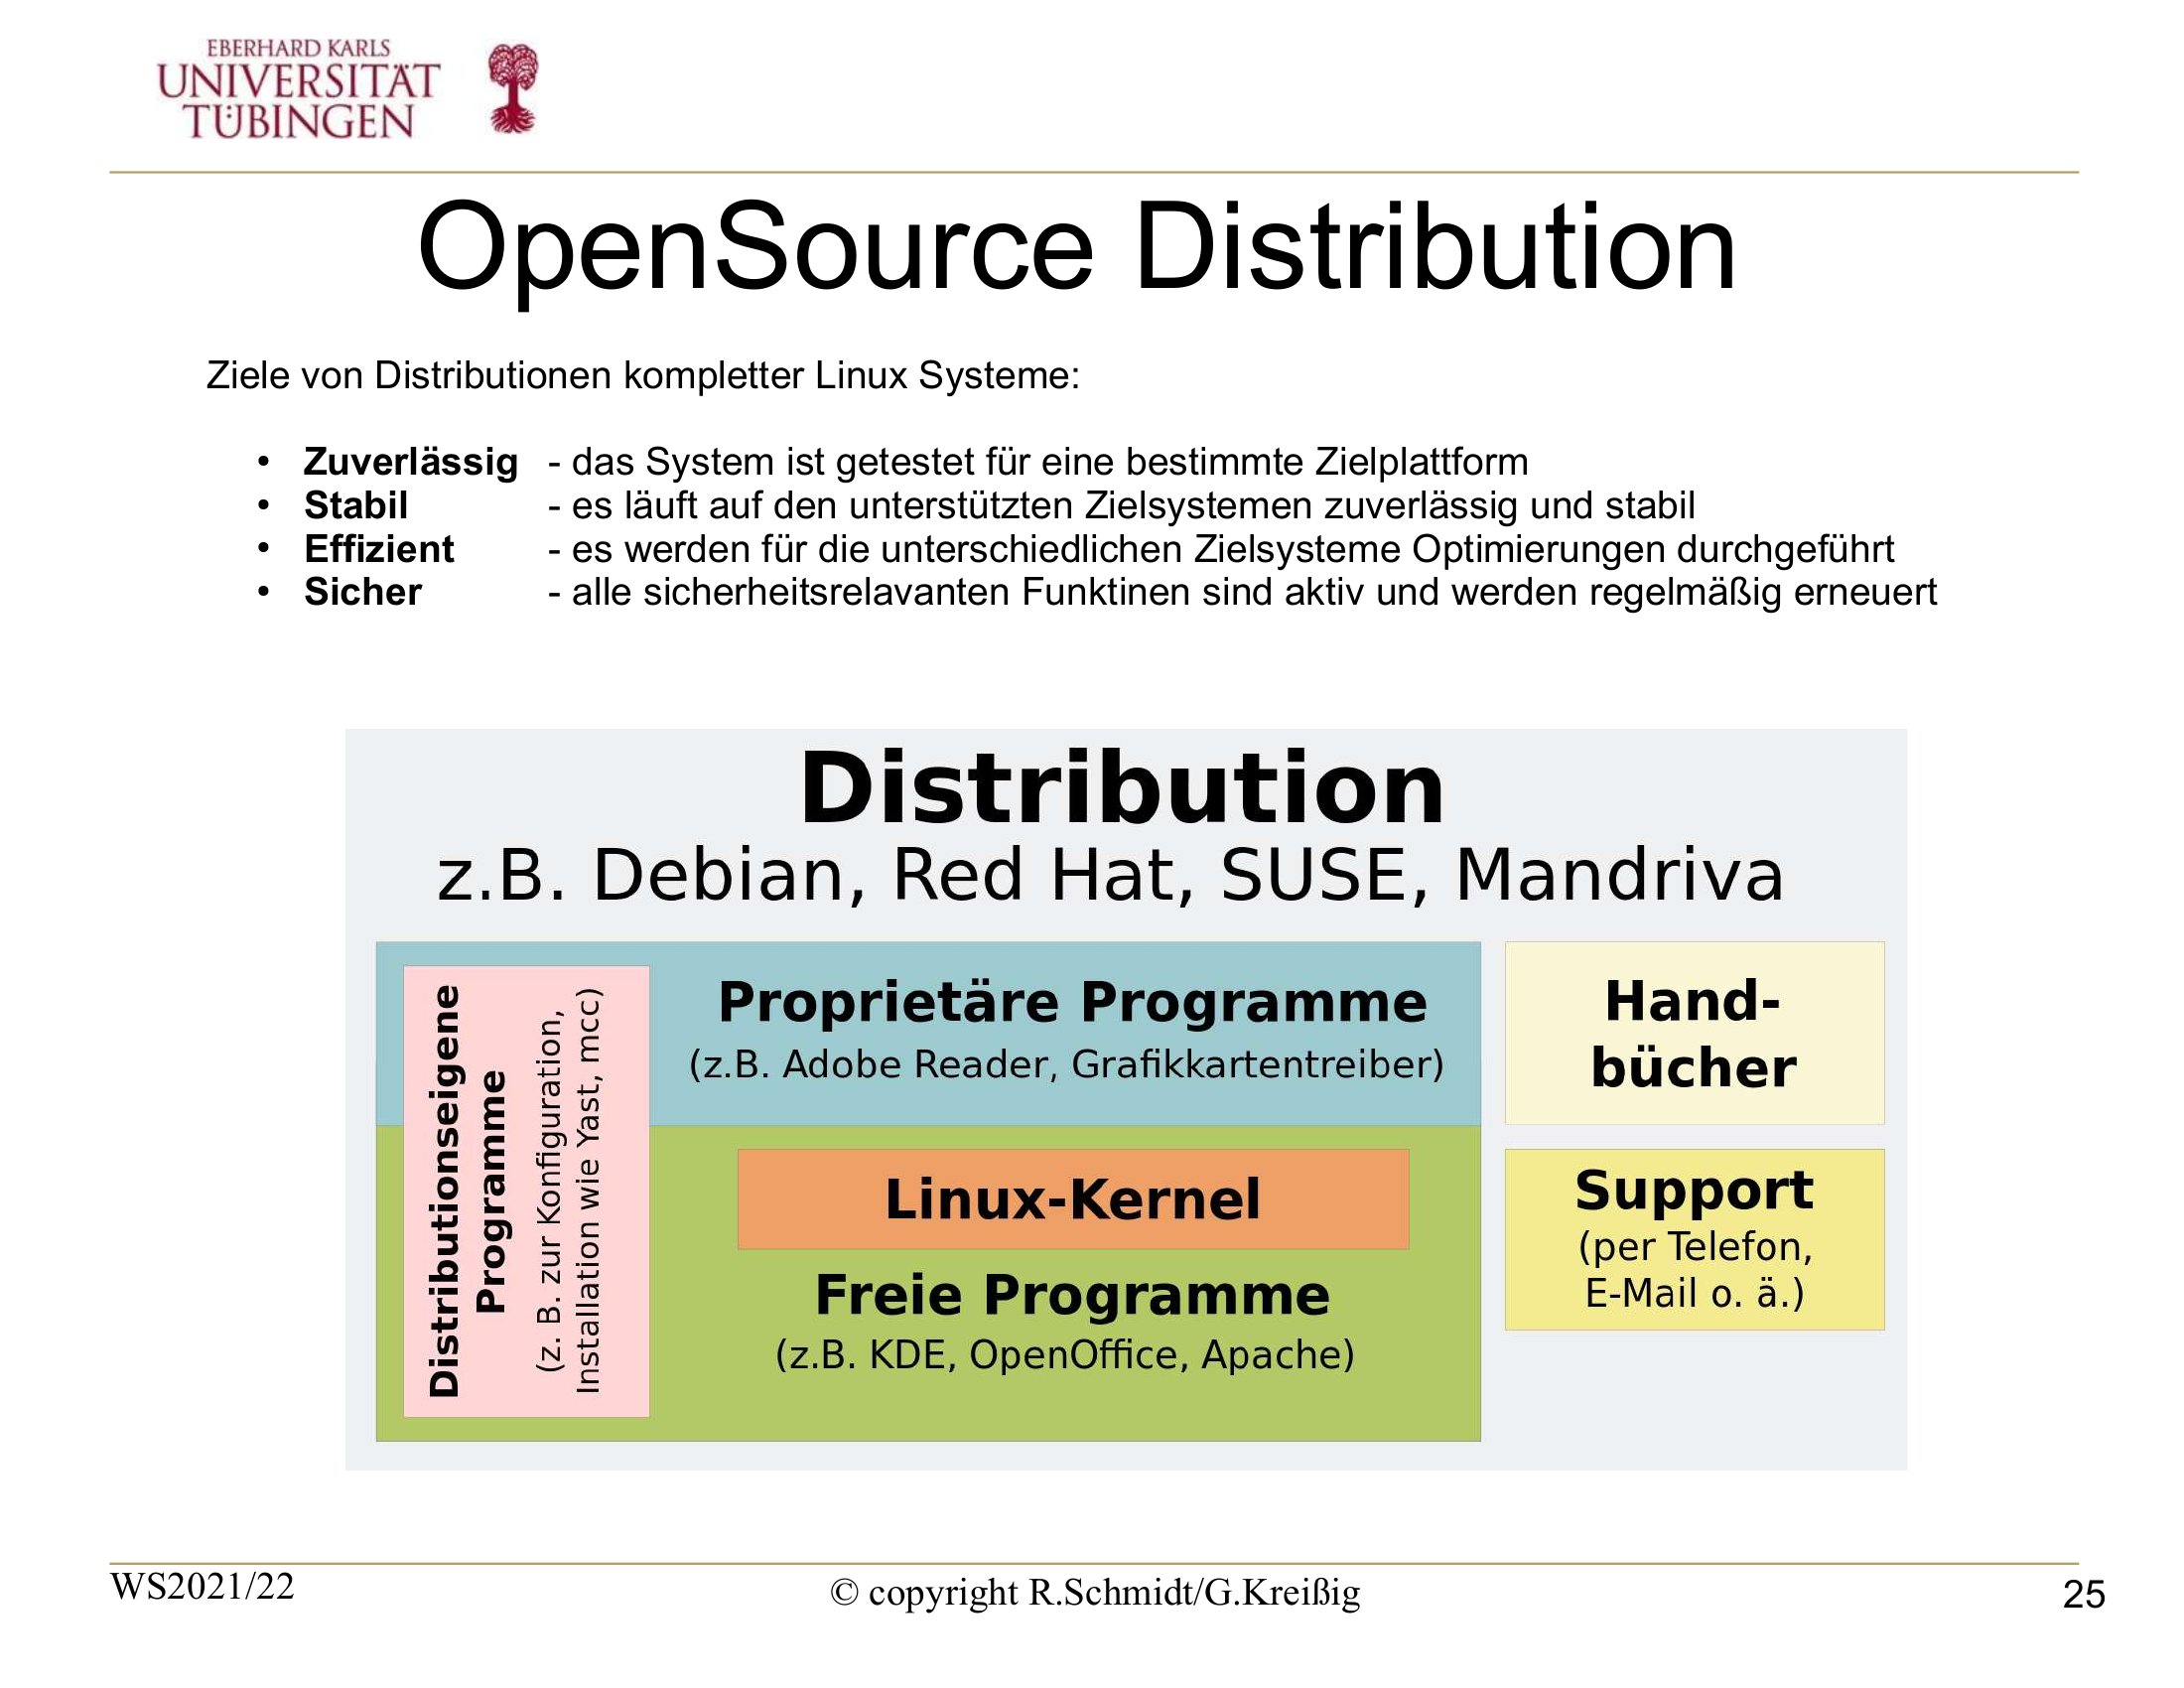 EBERHARD KARLS
UNIVERSITÄT
TÜBINGEN
OpenSource Distribution
Ziele von Distributionen kompletter Linux Systeme:
• Zuverlässig - das System ist getestet für eine bestimmte Zielplattform
• Stabil - es läuft auf den unterstützten Zielsystemen zuverlässig und stabil
• Effizient - es werden für die unterschiedlichen Zielsysteme Optimierungen durchgeführt
• Sicher - alle sicherheitsrelavanten Funktinen sind aktiv und werden regelmäßig erneuert
Distribution
z.B. Debian, Red Hat, SUSE, Mandriva
Distributionseigene
Programme
(z. B. zur Konfiguration,
Installation wie Yast, mcc)
Proprietäre Programme
(z.B. Adobe Reader, Grafikkartentreiber)
Linux-Kernel
Freie Programme
(z.B. KDE, OpenOffice, Apache)
Hand-
bücher
Support
(per Telefon,
E-Mail o. ä.)
WS2021/22
© copyright R.Schmidt/G.Kreißig
25